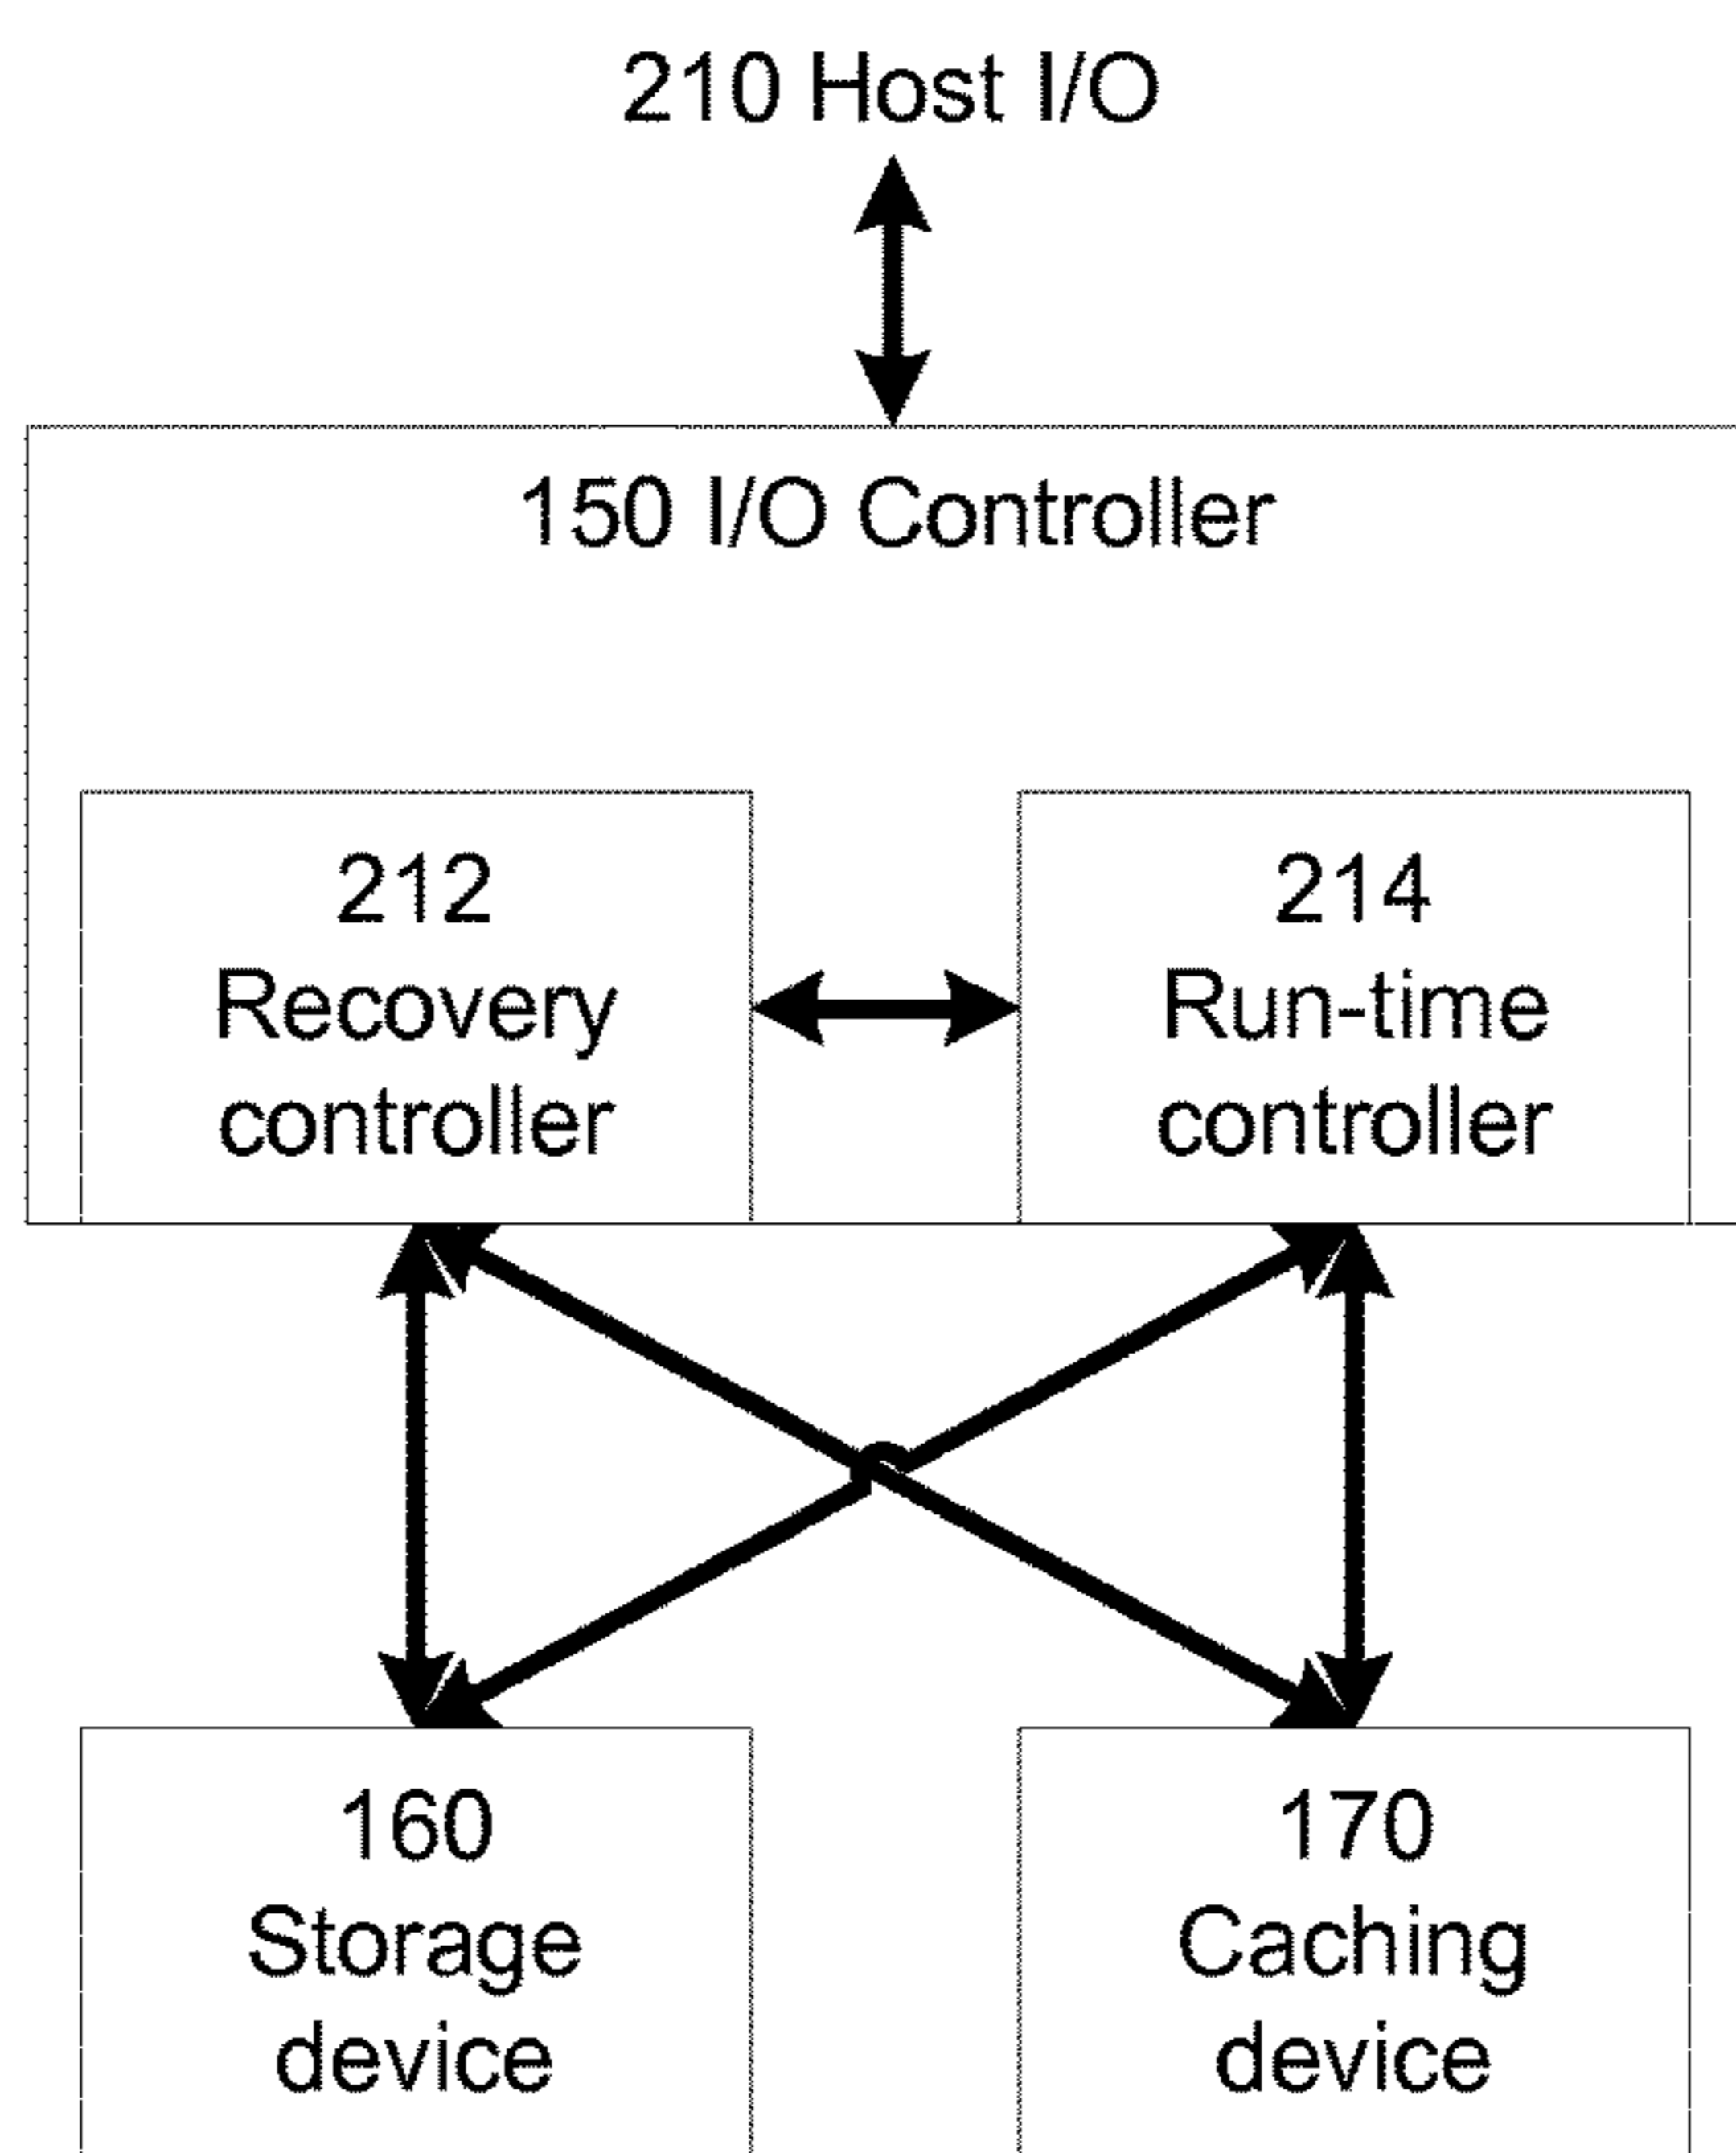 210 Host I/O
150 I/O Controller
212
Recovery
controller
214
Run-time
controller
160
Storage
device
170
Caching
device